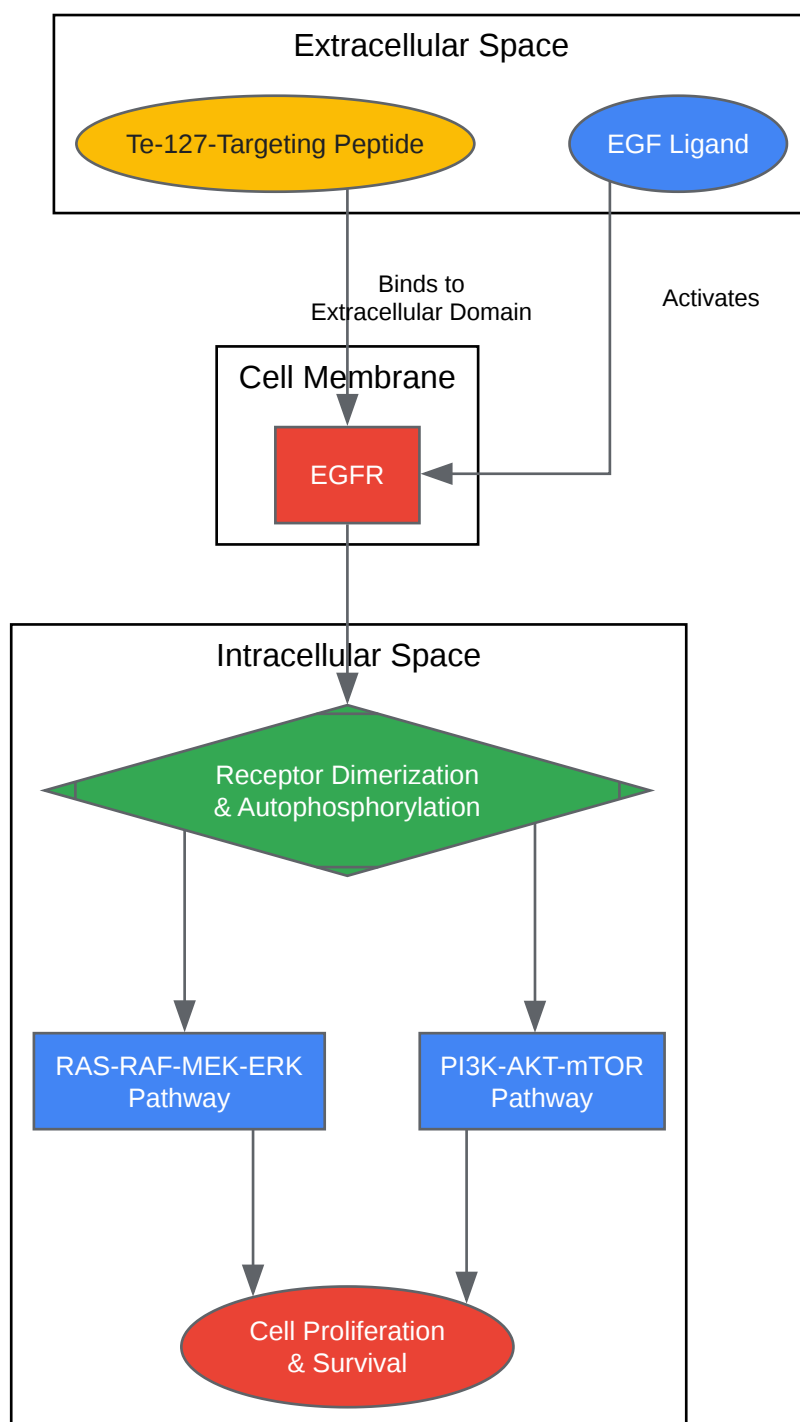 Extracellular Space
Te-127-Targeting Peptide
EGF Ligand
Binds to
Extracellular Domain
Activates
Cell Membrane
EGFR
Intracellular Space
Receptor Dimerization
& Autophosphorylation
RAS-RAF-MEK-ERK
Pathway
PI3K-AKT-mTOR
Pathway
Cell Proliferation
& Survival